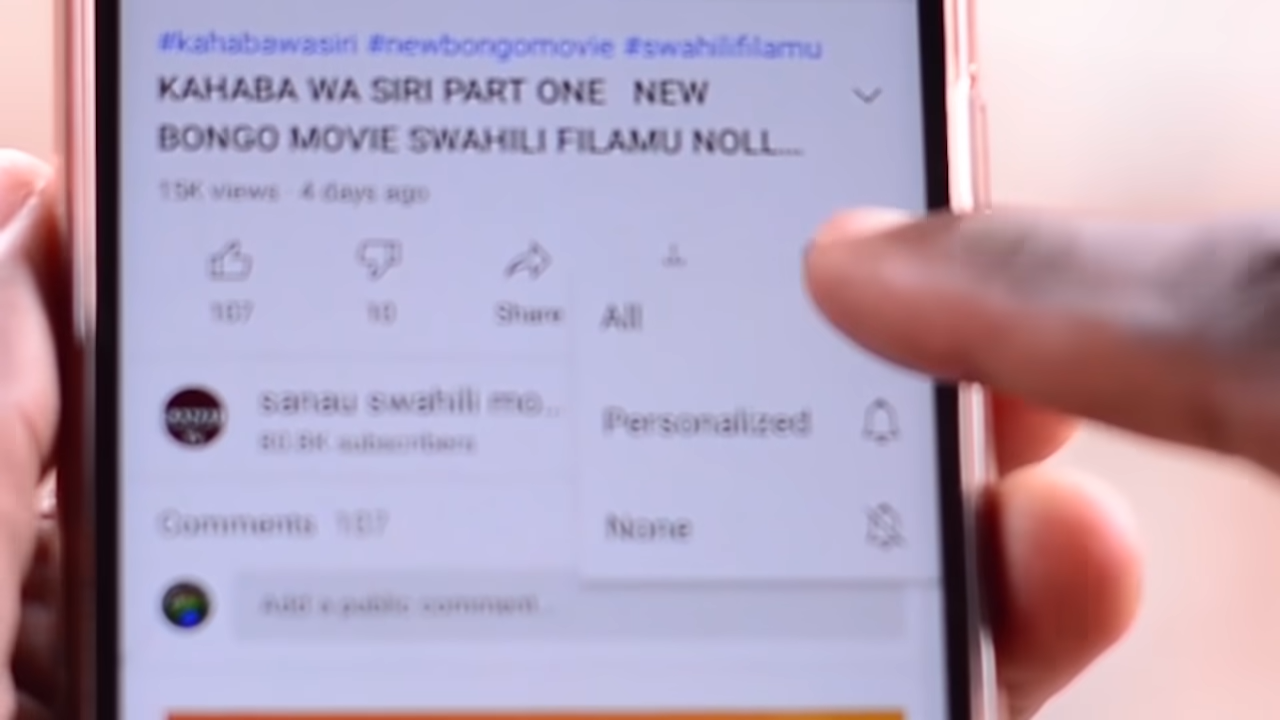 #kahabawasiri #newbongomovie #swahilifilamu
KAHABA WA SIRI PART ONE NEW
BONGO MOVIE SWAHILI FILAMU NOLL...
15K views · 4 days ago
107
10
Share
All
sanau swahili mo...
80.8K subscribers
Personalized
Comments 107
None
Add a public comment...